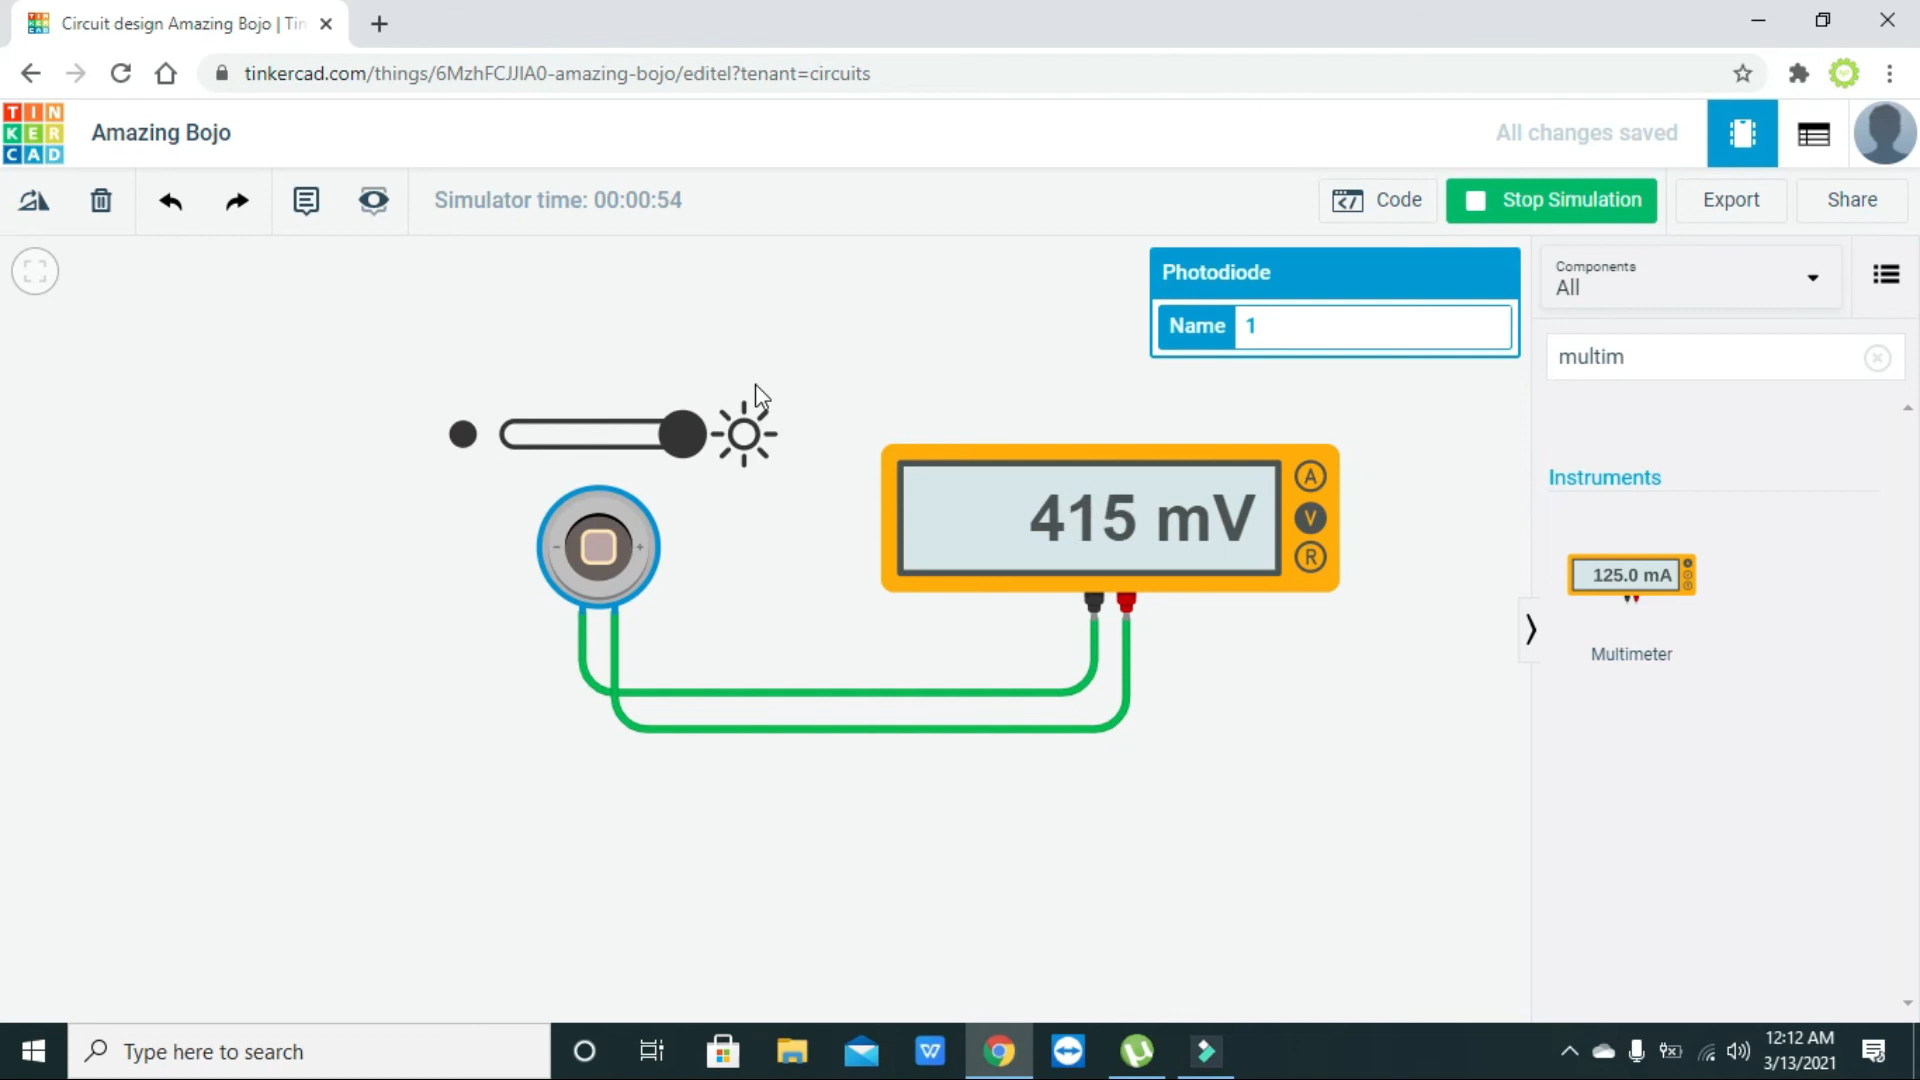 Circuit design Amazing Bojo | Tin
tinkercad.com/things/6MzhFCJJIA0-amazing-bojo/editel?tenant=circuits
TIN
KER
CAD
Amazing Bojo
All changes saved
Simulator time: 00:00:54
Code
Stop Simulation
Export
Share
Photodiode
Name 1
Components
All
multim
415 mV
A
V
R
- +
Instruments
125.0 mA
Multimeter
Type here to search
W
12:12 AM
3/13/2021